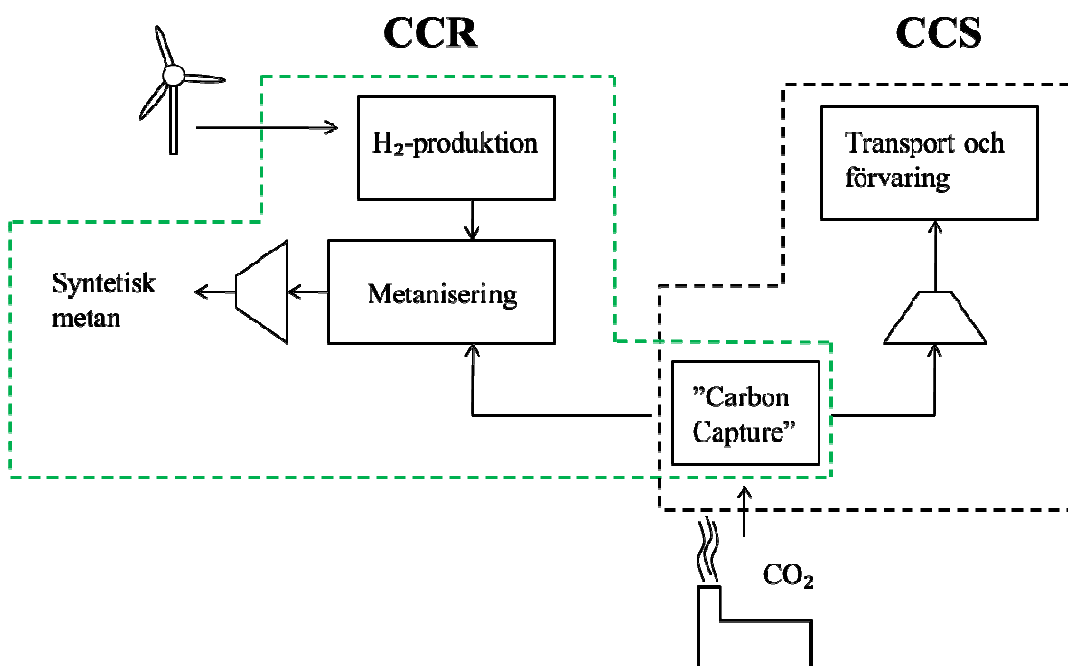 CCR
CCS
H₂-produktion
Transport och
förvaring
Syntetisk
metan
Metanisering
”Carbon
Capture”
CO₂